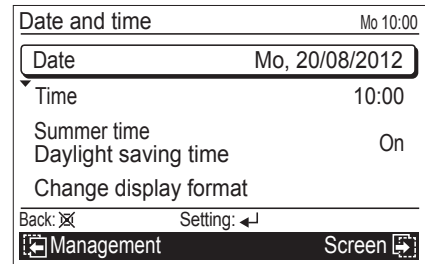 Date and time Mo 10:00
Date Mo, 20/08/2012
Time 10:00
Summer time
Daylight saving time On
Change display format
Back: Setting:
Management Screen